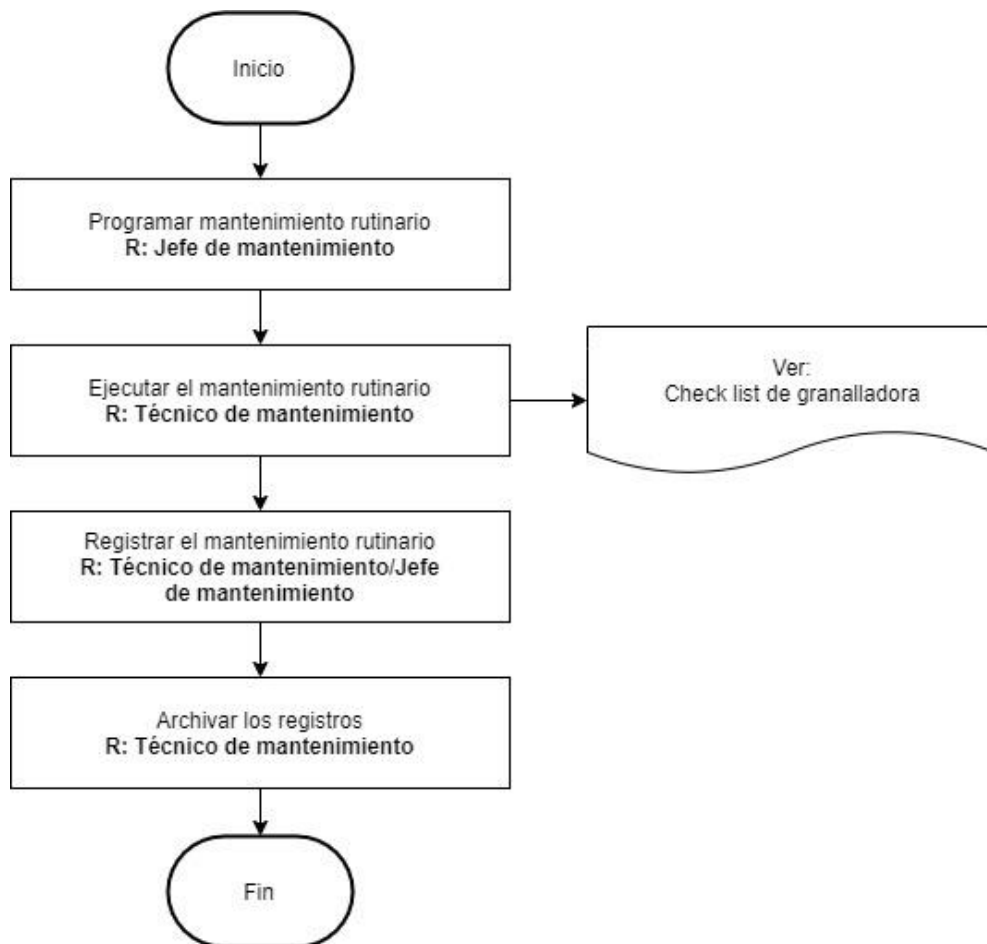 Inicio
Programar mantenimiento rutinario
R: Jefe de mantenimiento
Ejecutar el mantenimiento rutinario
R: Técnico de mantenimiento
Ver:
Check list de granalladora
Registrar el mantenimiento rutinario
R: Técnico de mantenimiento/Jefe
de mantenimiento
Archivar los registros
R: Técnico de mantenimiento
Fin